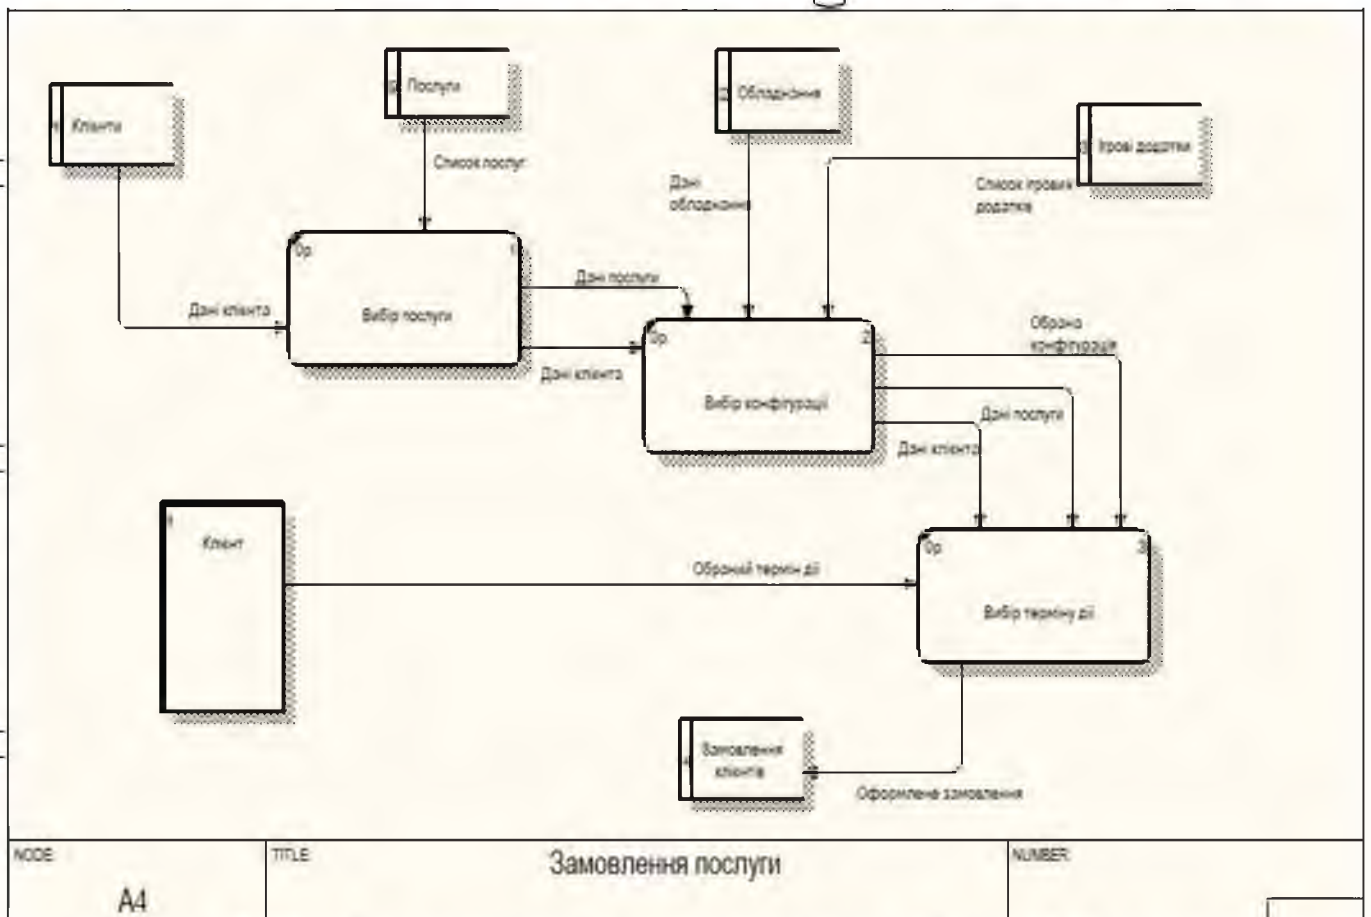 Послуги
Обладнання
Клієнти
Ігрові додатки
Список послуг
Дані
обладнання
Список ігрових
додатків
0р.
1
Дані послуги
Дані клієнта
Вибір послуги
Обрана
конфігурація
0р.
2
Дані клієнта
Вибір конфігурації
Дані послуги
Дані клієнта
Клієнт
0р.
3
Обраний термін дії
Вибір терміну дії
Замовлення
клієнтів
Оформлене замовлення
NODE:
TITLE:
Замовлення послуги
NUMBER:
A4